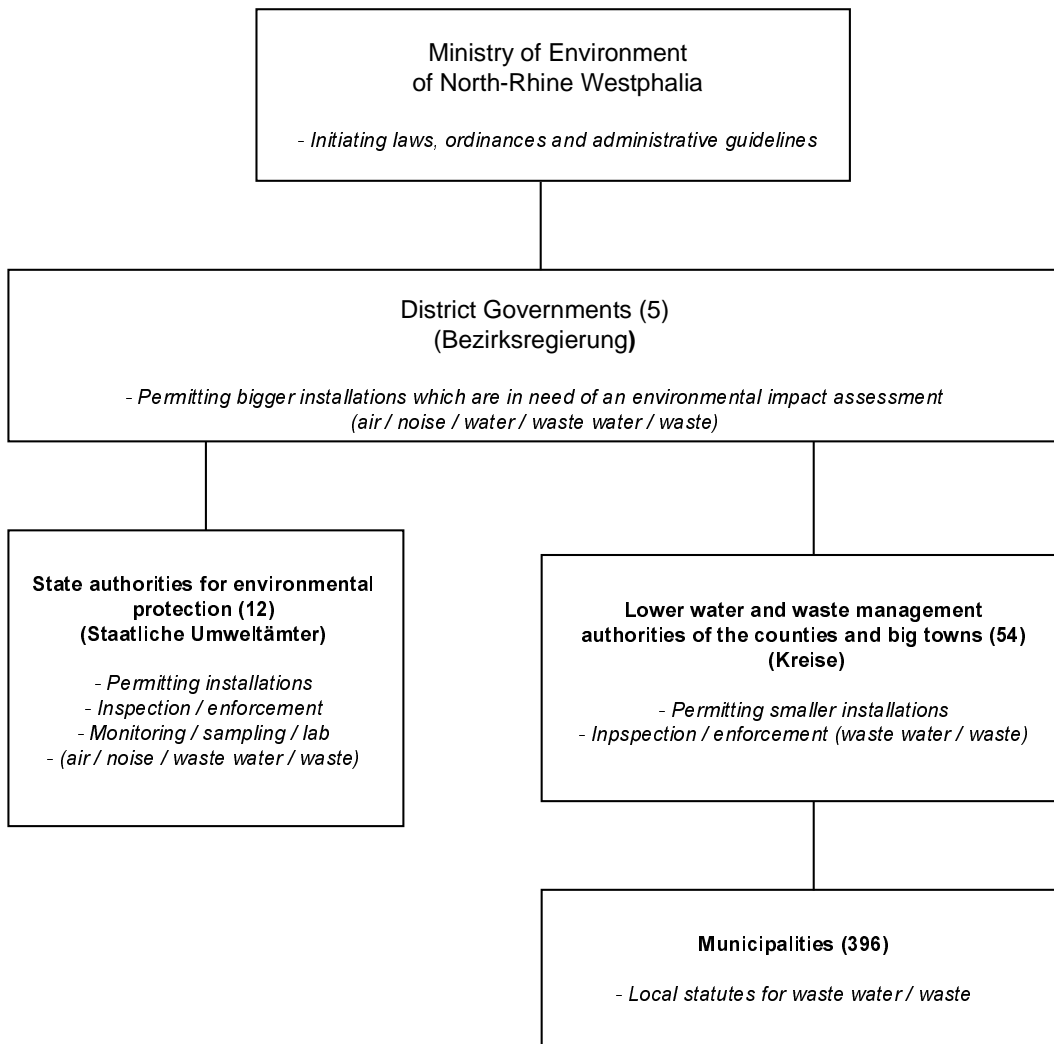 Ministry of Environment
of North-Rhine Westphalia
- Initiating laws, ordinances and administrative guidelines
District Governments (5)
(Bezirksregierung)
- Permitting bigger installations which are in need of an environmental impact assessment
(air / noise / water / waste water / waste)
State authorities for environmental
protection (12)
(Staatliche Umweltämter)
- Permitting installations
- Inspection / enforcement
- Monitoring / sampling / lab
- (air / noise / waste water / waste)
Lower water and waste management
authorities of the counties and big towns (54)
(Kreise)
- Permitting smaller installations
- Inpspection / enforcement (waste water / waste)
Municipalities (396)
- Local statutes for waste water / waste